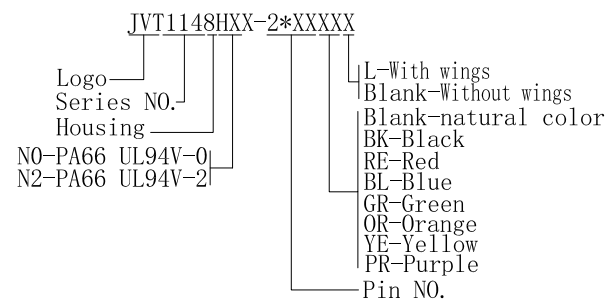 JVT1148HXX-2*XXXXX
Logo
Series NO.
Housing
N0-PA66 UL94V-0
N2-PA66 UL94V-2
L-With wings
Blank-Without wings
Blank-natural color
BK-Black
RE-Red
BL-Blue
GR-Green
OR-Orange
YE-Yellow
PR-Purple
Pin NO.